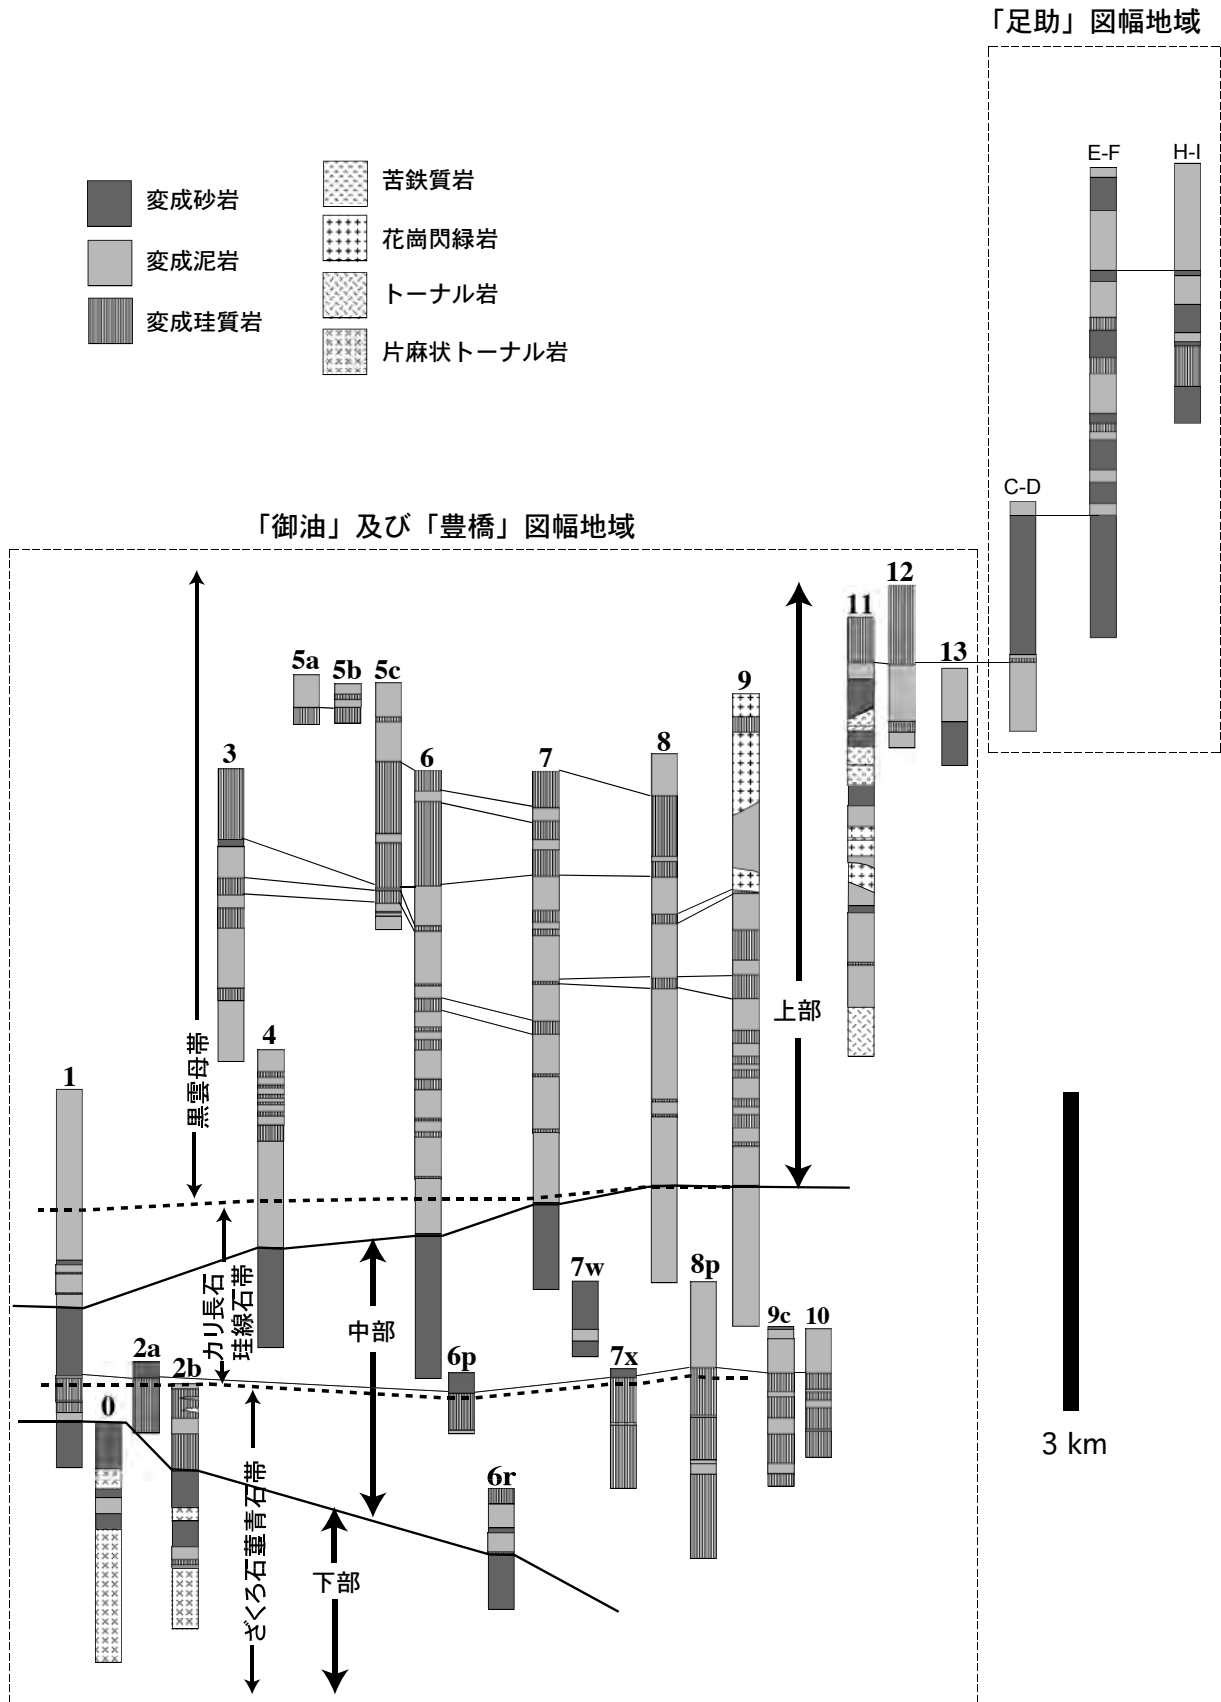 「足助」図幅地域
E-F
H-I
変成砂岩
変成泥岩
変成珪質岩
苦鉄質岩
花崗閃緑岩
トーナル岩
片麻状トーナル岩
C-D
「御油」及び「豊橋」図幅地域
12
11
13
5a
5b
5c
9
3
6
7
8
上部
黒雲母帯
4
1
カリ長石
珪線石帯
中部
7w
8p
9c
10
2a
2b
6p
7x
0
3 km
6r
ざくろ石菫青石帯
下部